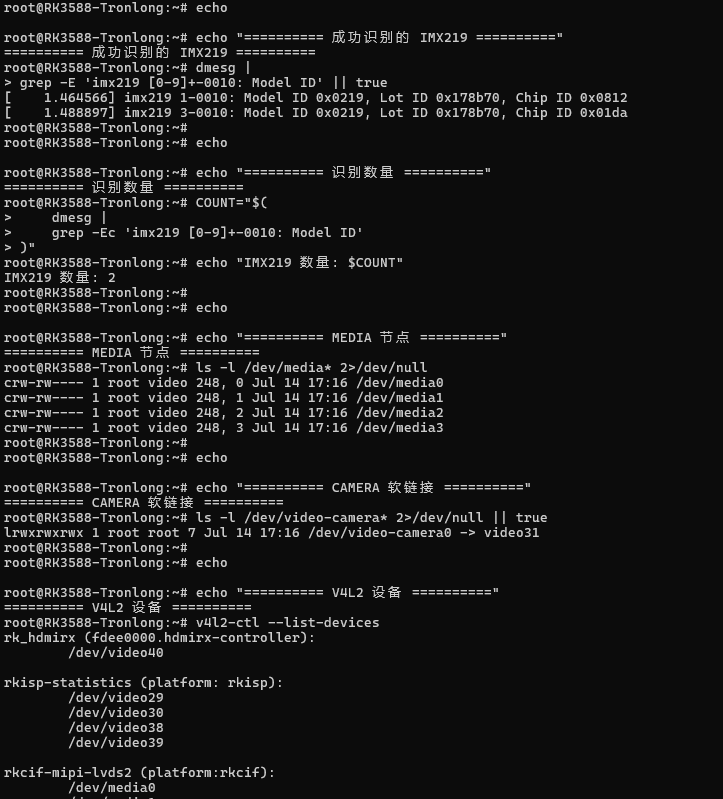 root@RK3588-Tronlong:~# echo

root@RK3588-Tronlong:~# echo "========== 成功识别的 IMX219 =========="
========== 成功识别的 IMX219 ==========
root@RK3588-Tronlong:~# dmesg |
> grep -E 'imx219 [0-9]+-0010: Model ID' || true
[    1.464566] imx219 1-0010: Model ID 0x0219, Lot ID 0x178b70, Chip ID 0x0812
[    1.488897] imx219 3-0010: Model ID 0x0219, Lot ID 0x178b70, Chip ID 0x01da
root@RK3588-Tronlong:~#
root@RK3588-Tronlong:~# echo

root@RK3588-Tronlong:~# echo "========== 识别数量 =========="
========== 识别数量 ==========
root@RK3588-Tronlong:~# COUNT="$(
>     dmesg |
>     grep -Ec 'imx219 [0-9]+-0010: Model ID'
> )"
root@RK3588-Tronlong:~# echo "IMX219 数量: $COUNT"
IMX219 数量: 2
root@RK3588-Tronlong:~#
root@RK3588-Tronlong:~# echo

root@RK3588-Tronlong:~# echo "========== MEDIA 节点 =========="
========== MEDIA 节点 ==========
root@RK3588-Tronlong:~# ls -l /dev/media* 2>/dev/null
crw-rw---- 1 root video 248, 0 Jul 14 17:16 /dev/media0
crw-rw---- 1 root video 248, 1 Jul 14 17:16 /dev/media1
crw-rw---- 1 root video 248, 2 Jul 14 17:16 /dev/media2
crw-rw---- 1 root video 248, 3 Jul 14 17:16 /dev/media3
root@RK3588-Tronlong:~#
root@RK3588-Tronlong:~# echo

root@RK3588-Tronlong:~# echo "========== CAMERA 软链接 =========="
========== CAMERA 软链接 ==========
root@RK3588-Tronlong:~# ls -l /dev/video-camera* 2>/dev/null || true
lrwxrwxrwx 1 root root 7 Jul 14 17:16 /dev/video-camera0 -> video31
root@RK3588-Tronlong:~#
root@RK3588-Tronlong:~# echo

root@RK3588-Tronlong:~# echo "========== V4L2 设备 =========="
========== V4L2 设备 ==========
root@RK3588-Tronlong:~# v4l2-ctl --list-devices
rk_hdmirx (fdee0000.hdmirx-controller):
        /dev/video40

rkisp-statistics (platform: rkisp):
        /dev/video29
        /dev/video30
        /dev/video38
        /dev/video39

rkcif-mipi-lvds2 (platform:rkcif):
        /dev/media0